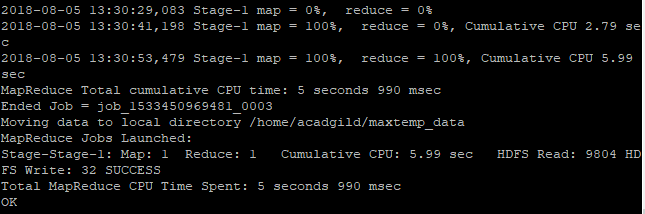 2018-08-05 13:30:29,083 Stage-1 map = 0%,  reduce = 0%
2018-08-05 13:30:41,198 Stage-1 map = 100%,  reduce = 0%, Cumulative CPU 2.79 se
c
2018-08-05 13:30:53,479 Stage-1 map = 100%,  reduce = 100%, Cumulative CPU 5.99
sec
MapReduce Total cumulative CPU time: 5 seconds 990 msec
Ended Job = job_1533450969481_0003
Moving data to local directory /home/acadgild/maxtemp_data
MapReduce Jobs Launched:
Stage-Stage-1: Map: 1  Reduce: 1   Cumulative CPU: 5.99 sec   HDFS Read: 9804 HD
FS Write: 32 SUCCESS
Total MapReduce CPU Time Spent: 5 seconds 990 msec
OK